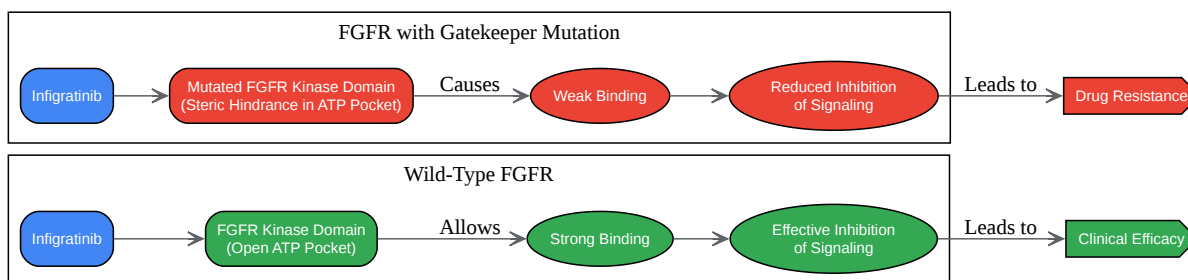 FGFR with Gatekeeper Mutation
Infigratinib
Mutated FGFR Kinase Domain
(Steric Hindrance in ATP Pocket)
Causes
Weak Binding
Reduced Inhibition
of Signaling
Leads to
Drug Resistance
Wild-Type FGFR
Infigratinib
FGFR Kinase Domain
(Open ATP Pocket)
Allows
Strong Binding
Effective Inhibition
of Signaling
Leads to
Clinical Efficacy